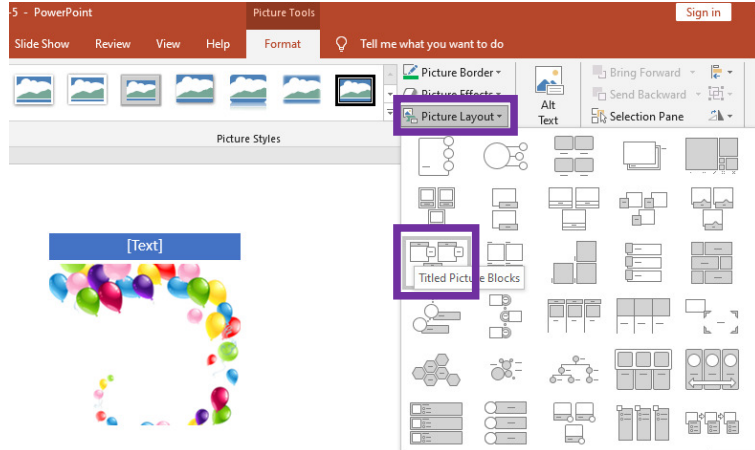 -5 - PowerPoint
Picture Tools
Sign in
Slide Show Review View Help Format Tell me what you want to do
Picture Border
Picture Effects
Picture Layout
Alt
Text
Bring Forward
Send Backward
Selection Pane
Picture Styles
[Text]
Titled Picture Blocks